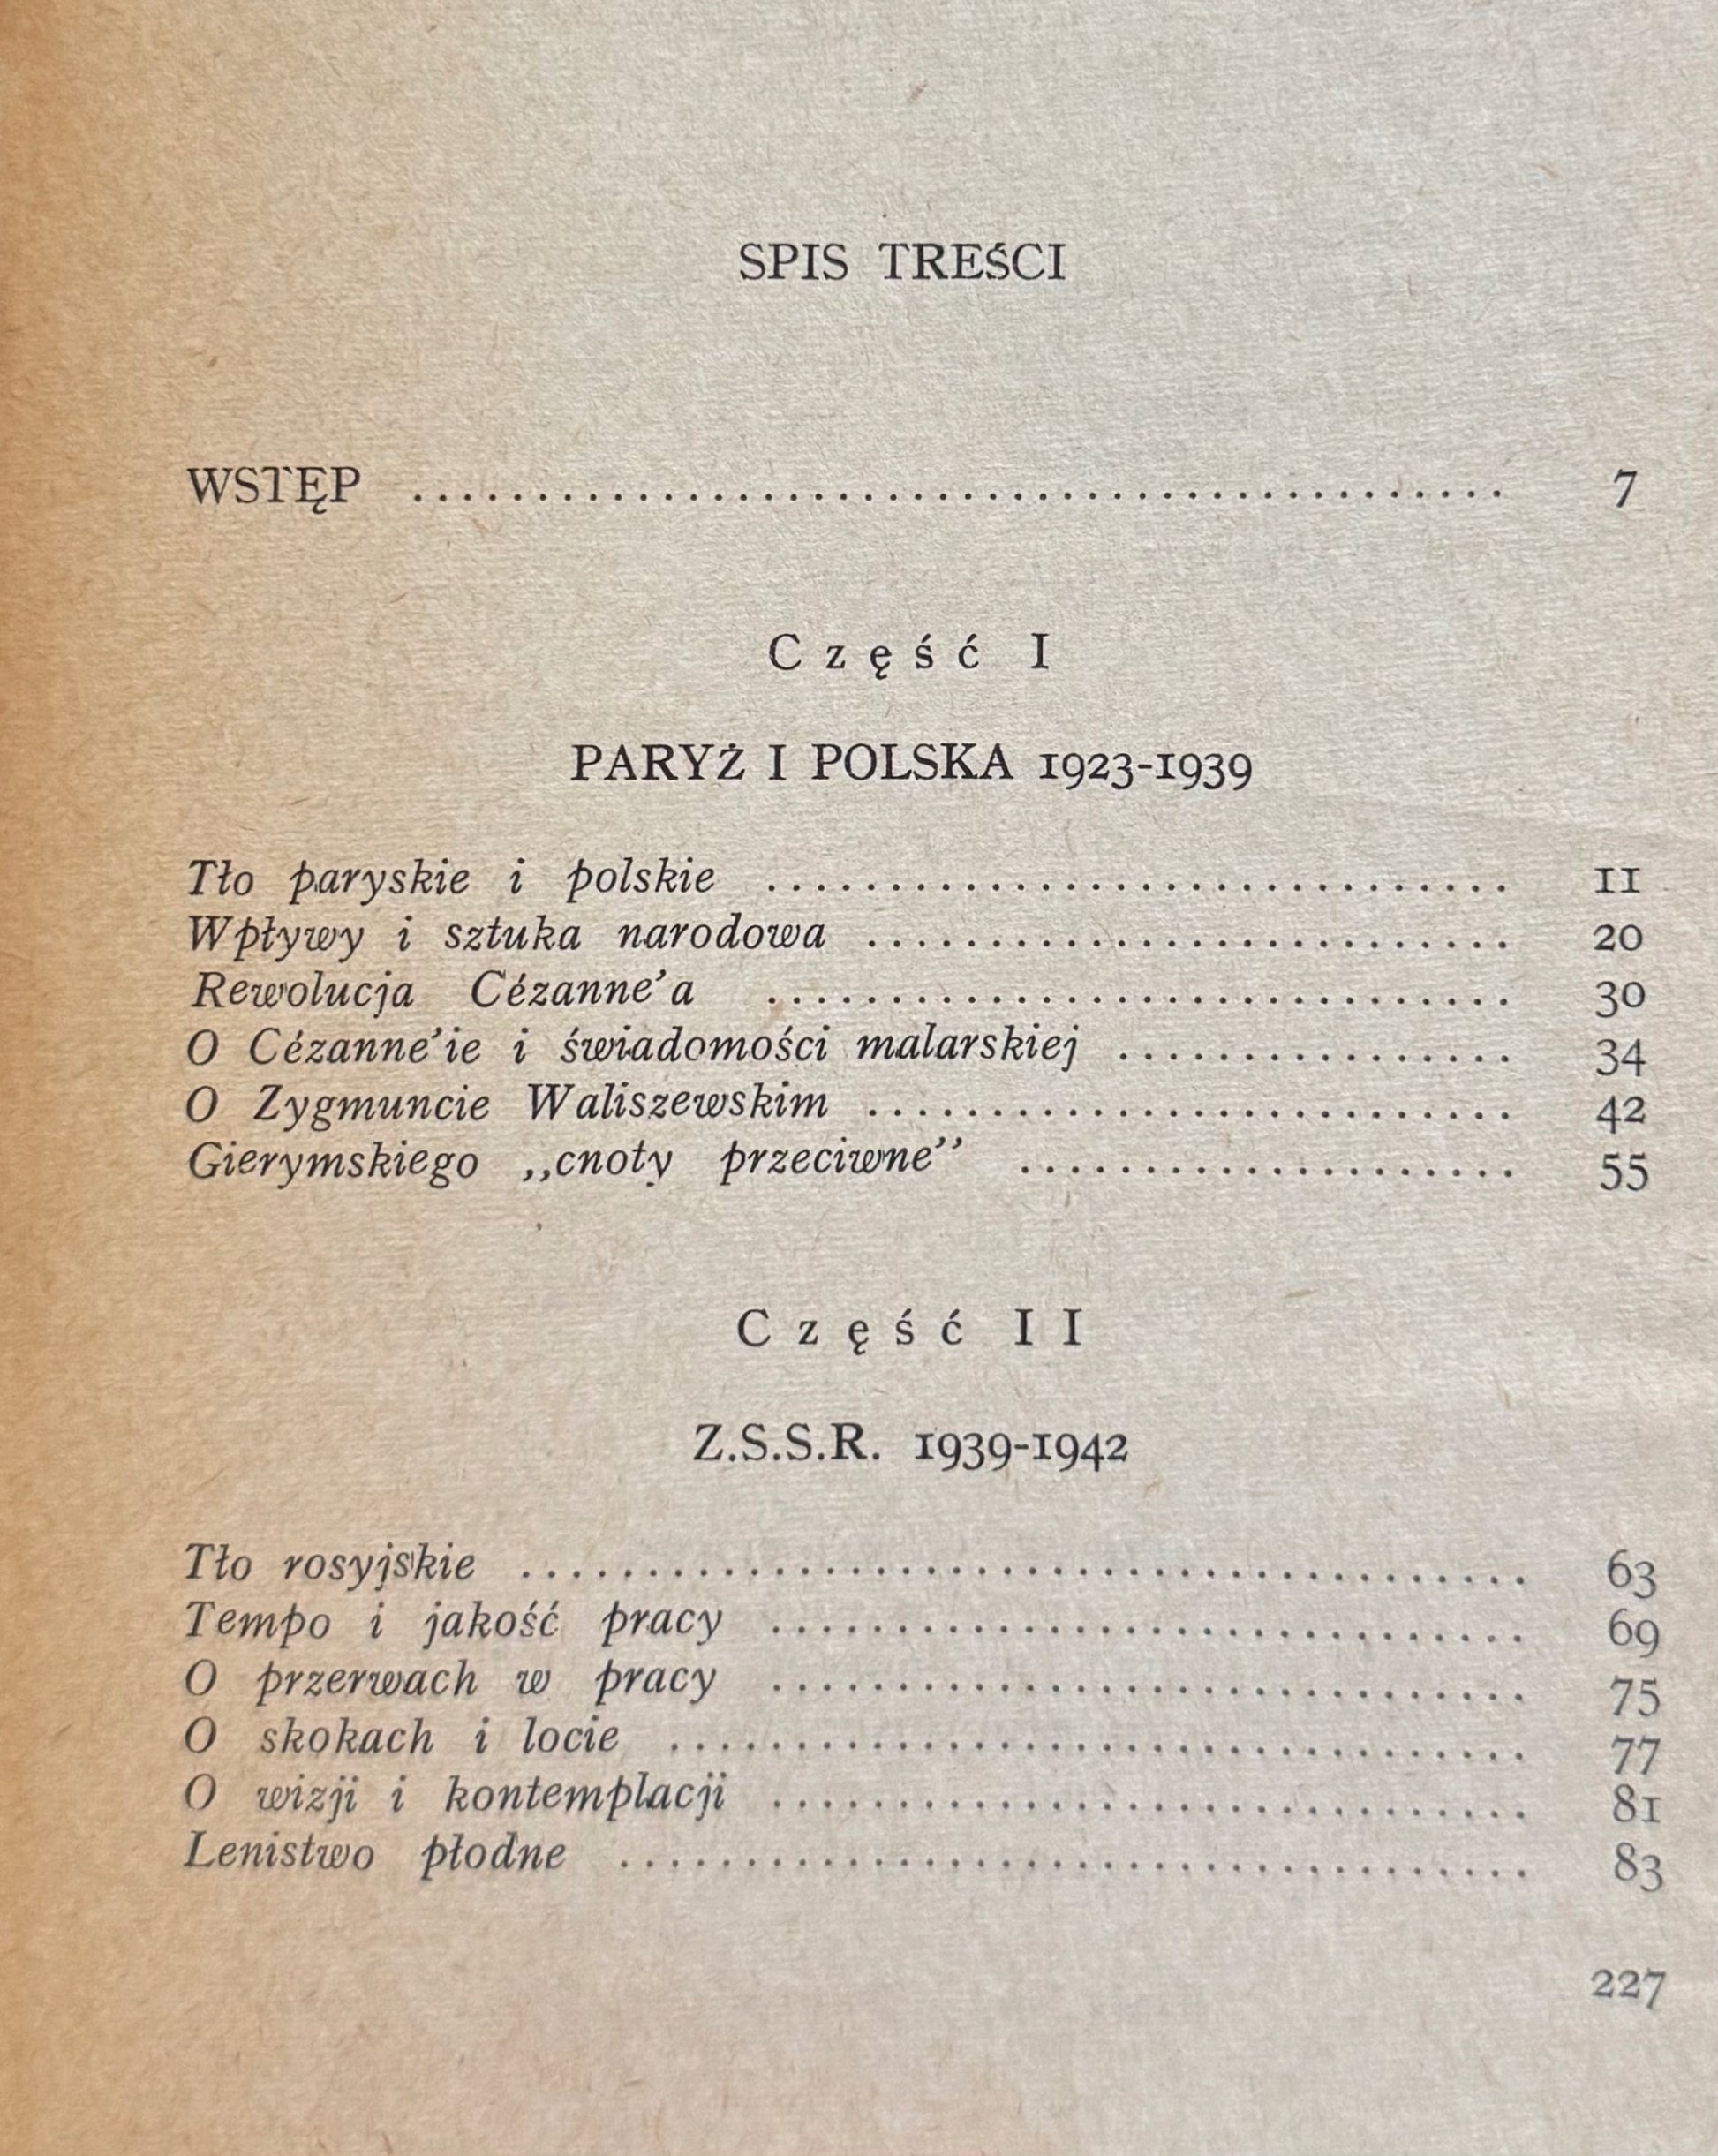 SPIS TREŚCI
WSTĘP ............................................ 7
Część I
PARYŻ I POLSKA 1923-1939
Tło paryskie i polskie .............................. 11
Wpływy i sztuka narodowa .......................... 20
Rewolucja Cézanne’a .............................. 30
O Cézanne’ie i świadomości malarskiej ................ 34
O Zygmuncie Waliszewskim .......................... 42
Gierymskiego ,,cnoty przeciwne’’ .................... 55
Część II
Z.S.S.R. 1939-1942
Tło rosyjskie ......................................... 63
Tempo i jakość pracy ............................... 69
O przerwach w pracy ............................... 75
O skokach i locie ................................... 77
O wizji i kontemplacji ............................... 81
Lenistwo płodne ..................................... 83
227